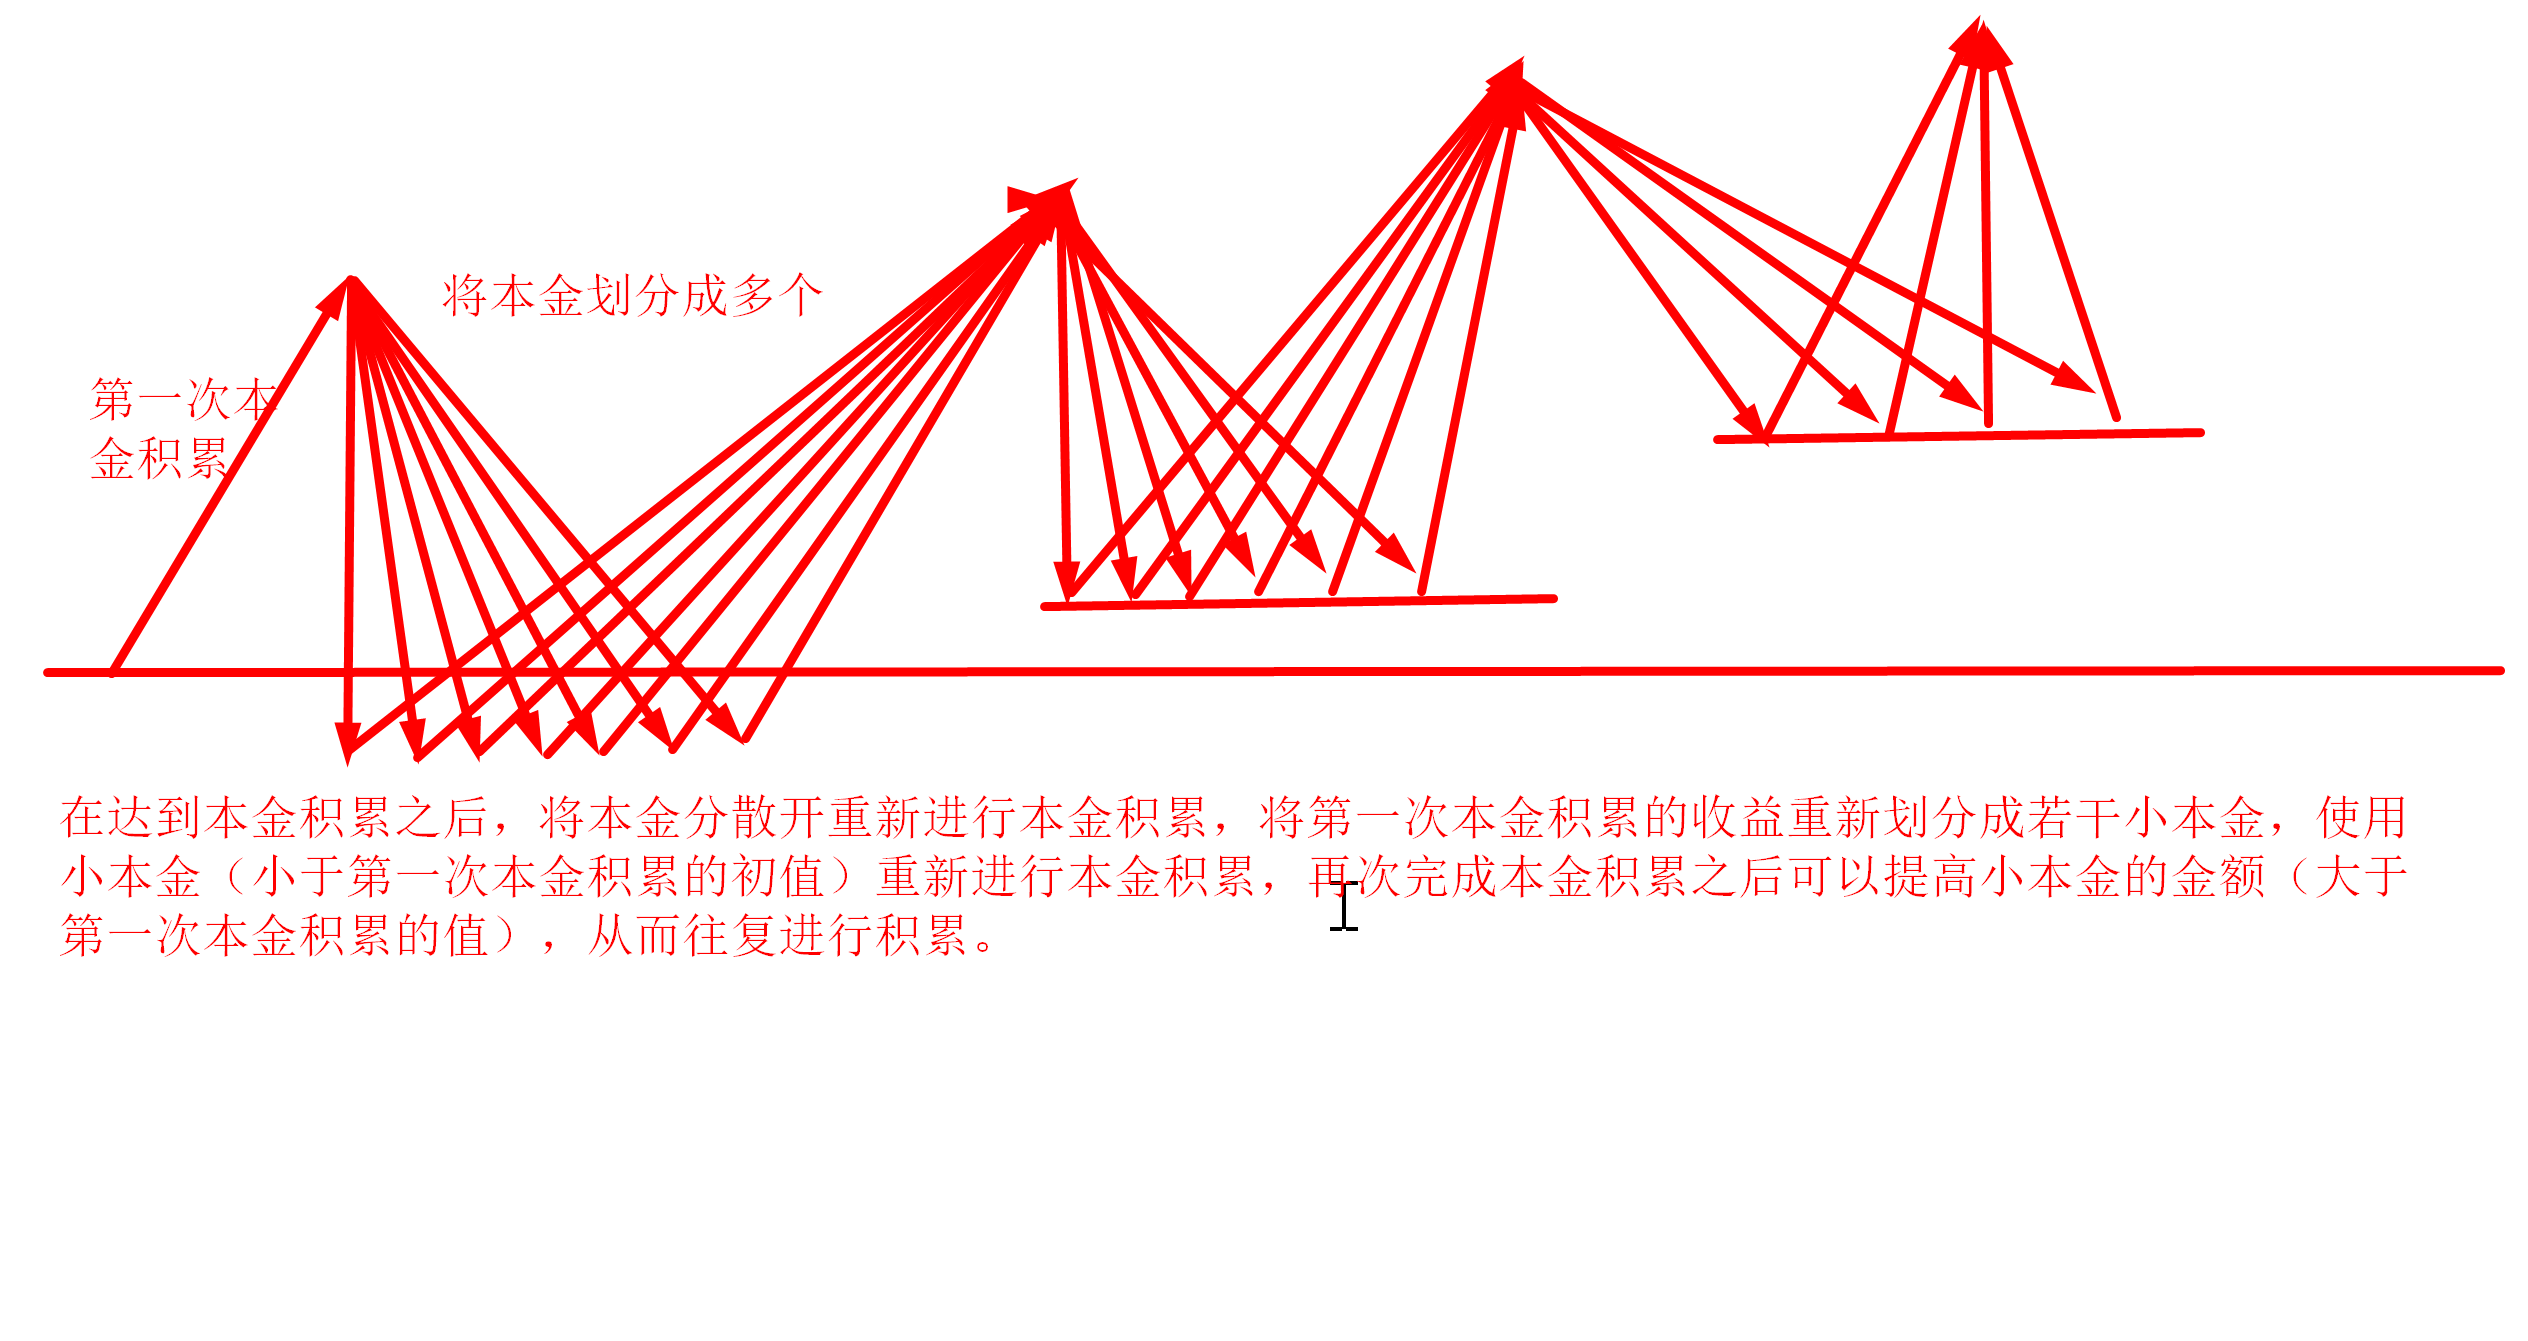 将本金划分成多个
第一次本
金积累
在达到本金积累之后，将本金分散开重新进行本金积累，将第一次本金积累的收益重新划分成若干小本金，使用
小本金（小于第一次本金积累的初值）重新进行本金积累，再次完成本金积累之后可以提高小本金的金额（大于
第一次本金积累的值），从而往复进行积累。